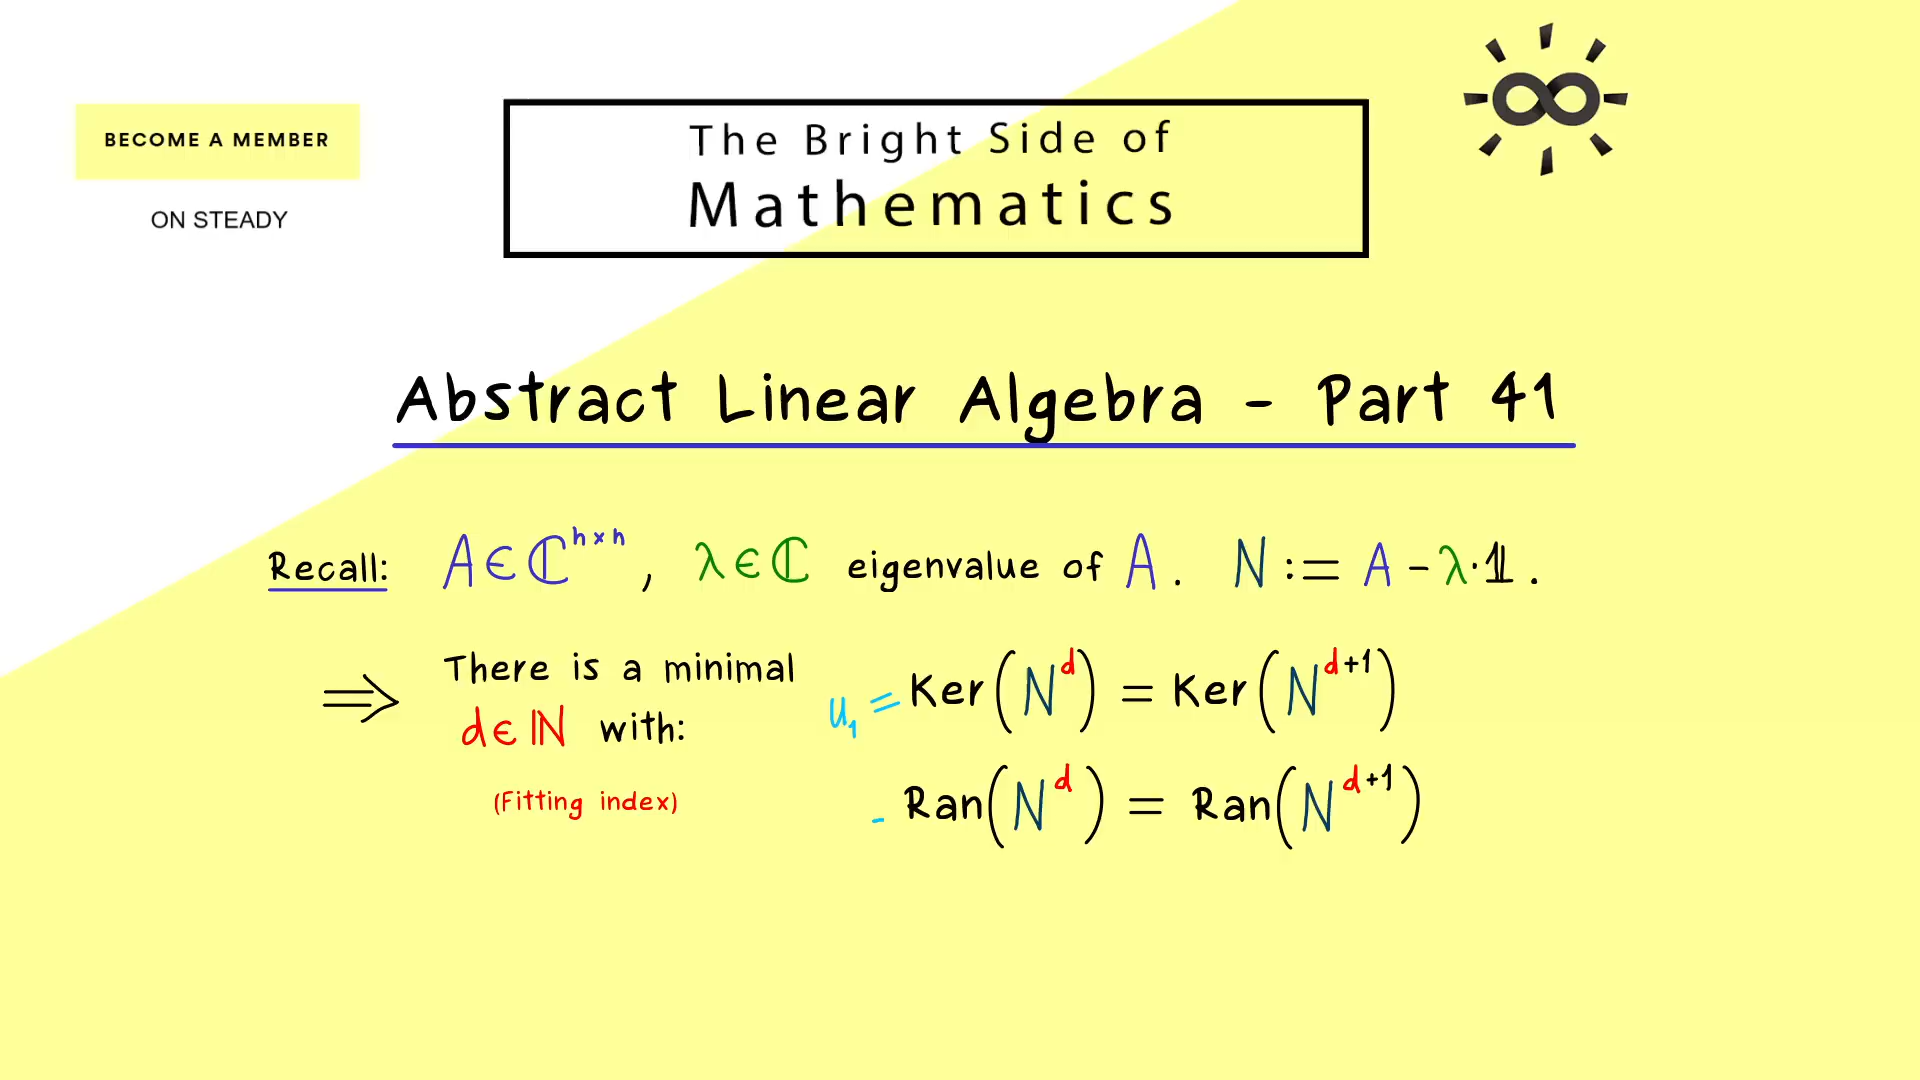 BECOME A MEMBER
ON STEADY
The Bright Side of
Mathematics
Abstract Linear Algebra - Part 41
Recall: A∈ℂⁿˣⁿ, λ∈ℂ eigenvalue of A. N := A - λ·𝟙.
⟹ There is a minimal d∈ℕ with:
(Fitting index)
U₁ = Ker(N^d) = Ker(N^{d+1})
- Ran(N^d) = Ran(N^{d+1})